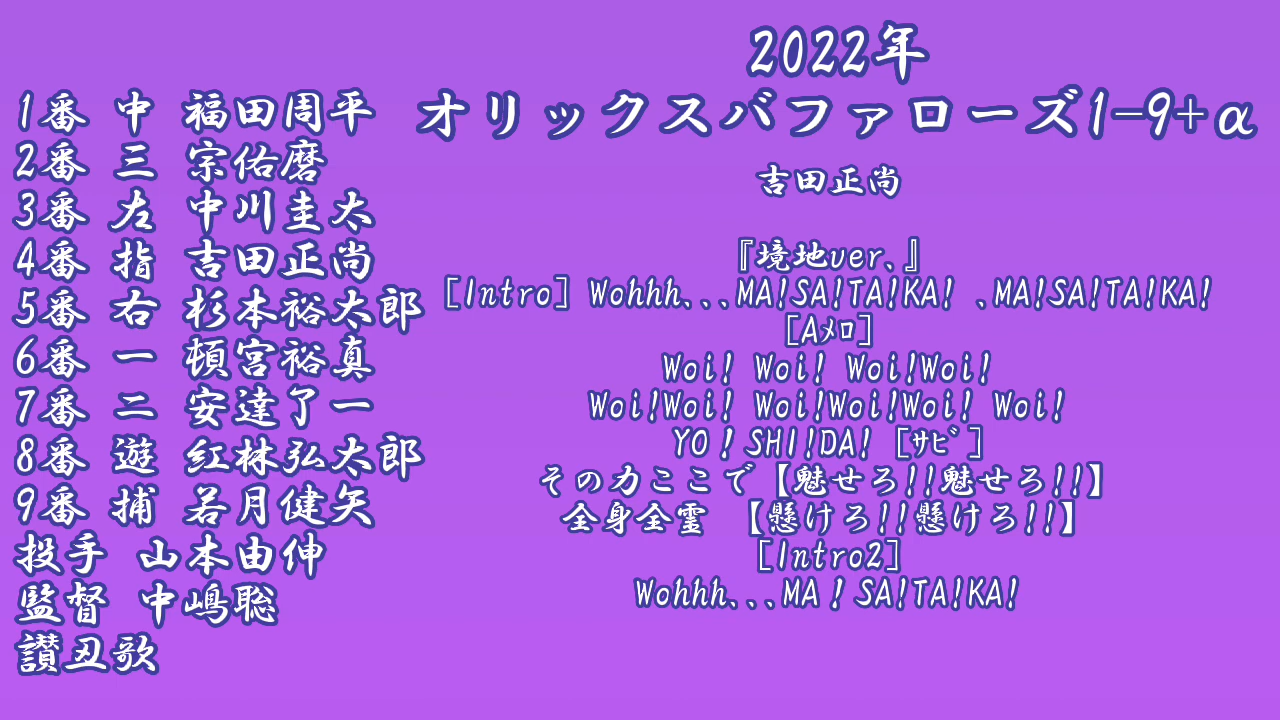 2022年
オリックスバファローズ1-9+α
1番 中 福田周平
2番 三 宗佑磨
3番 左 中川圭太
4番 指 吉田正尚
5番 右 杉本裕太郎
6番 一 頓宮裕真
7番 二 安達了一
8番 遊 紅林弘太郎
9番 捕 若月健矢
投手 山本由伸
監督 中嶋聡
讃丑歌
吉田正尚
『境地ver.』
[Intro] Wohhh...MA!SA!TA!KA! .MA!SA!TA!KA!
[Aﾒﾛ]
Woi! Woi! Woi!Woi!
Woi!Woi! Woi!Woi!Woi! Woi!
YO！SHI!DA! [ｻﾋﾞ]
その力ここで【魅せろ!!魅せろ!!】
全身全霊 【懸けろ!!懸けろ!!】
[Intro2]
Wohhh...MA！SA!TA!KA!